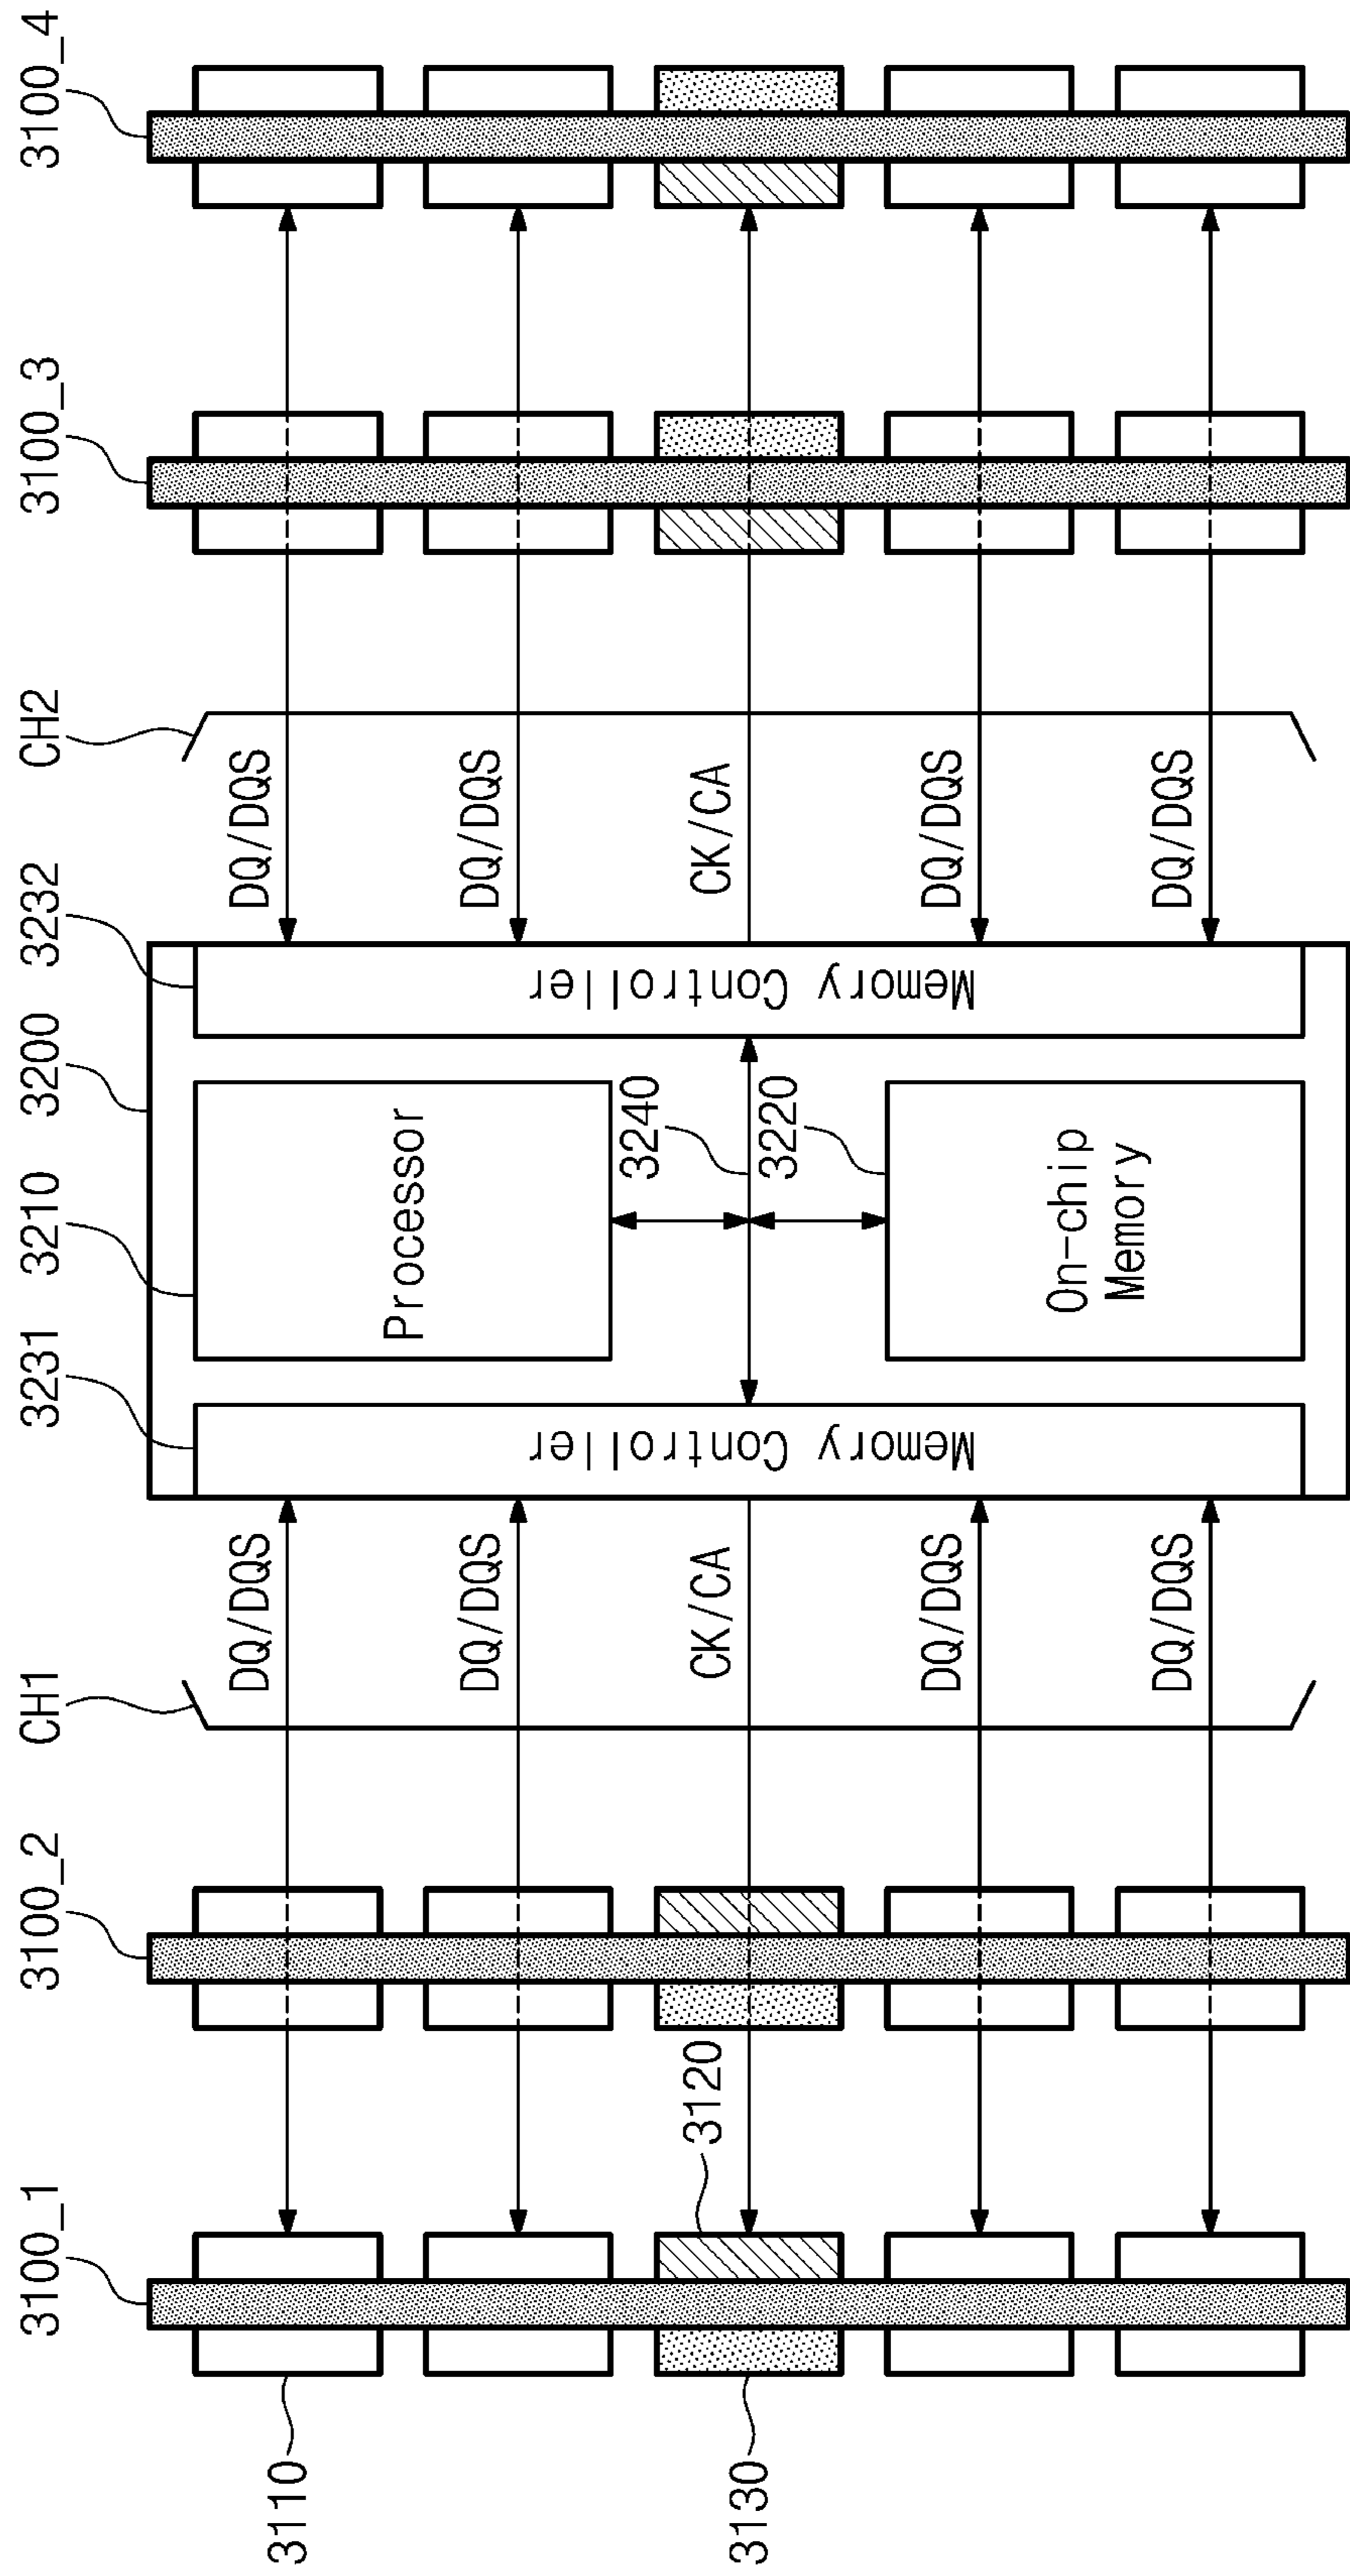 3100_1
3100_2
CH1
3231
3210
3200
3232
CH2
3100_3
3100_4
3110
DQ/DQS
DQ/DQS
Processor
DQ/DQS
DQ/DQS
3240
3120
CK/CA
CK/CA
3130
Memory Controller
3220
Memory Controller
DQ/DQS
DQ/DQS
On-chip
Memory
DQ/DQS
DQ/DQS